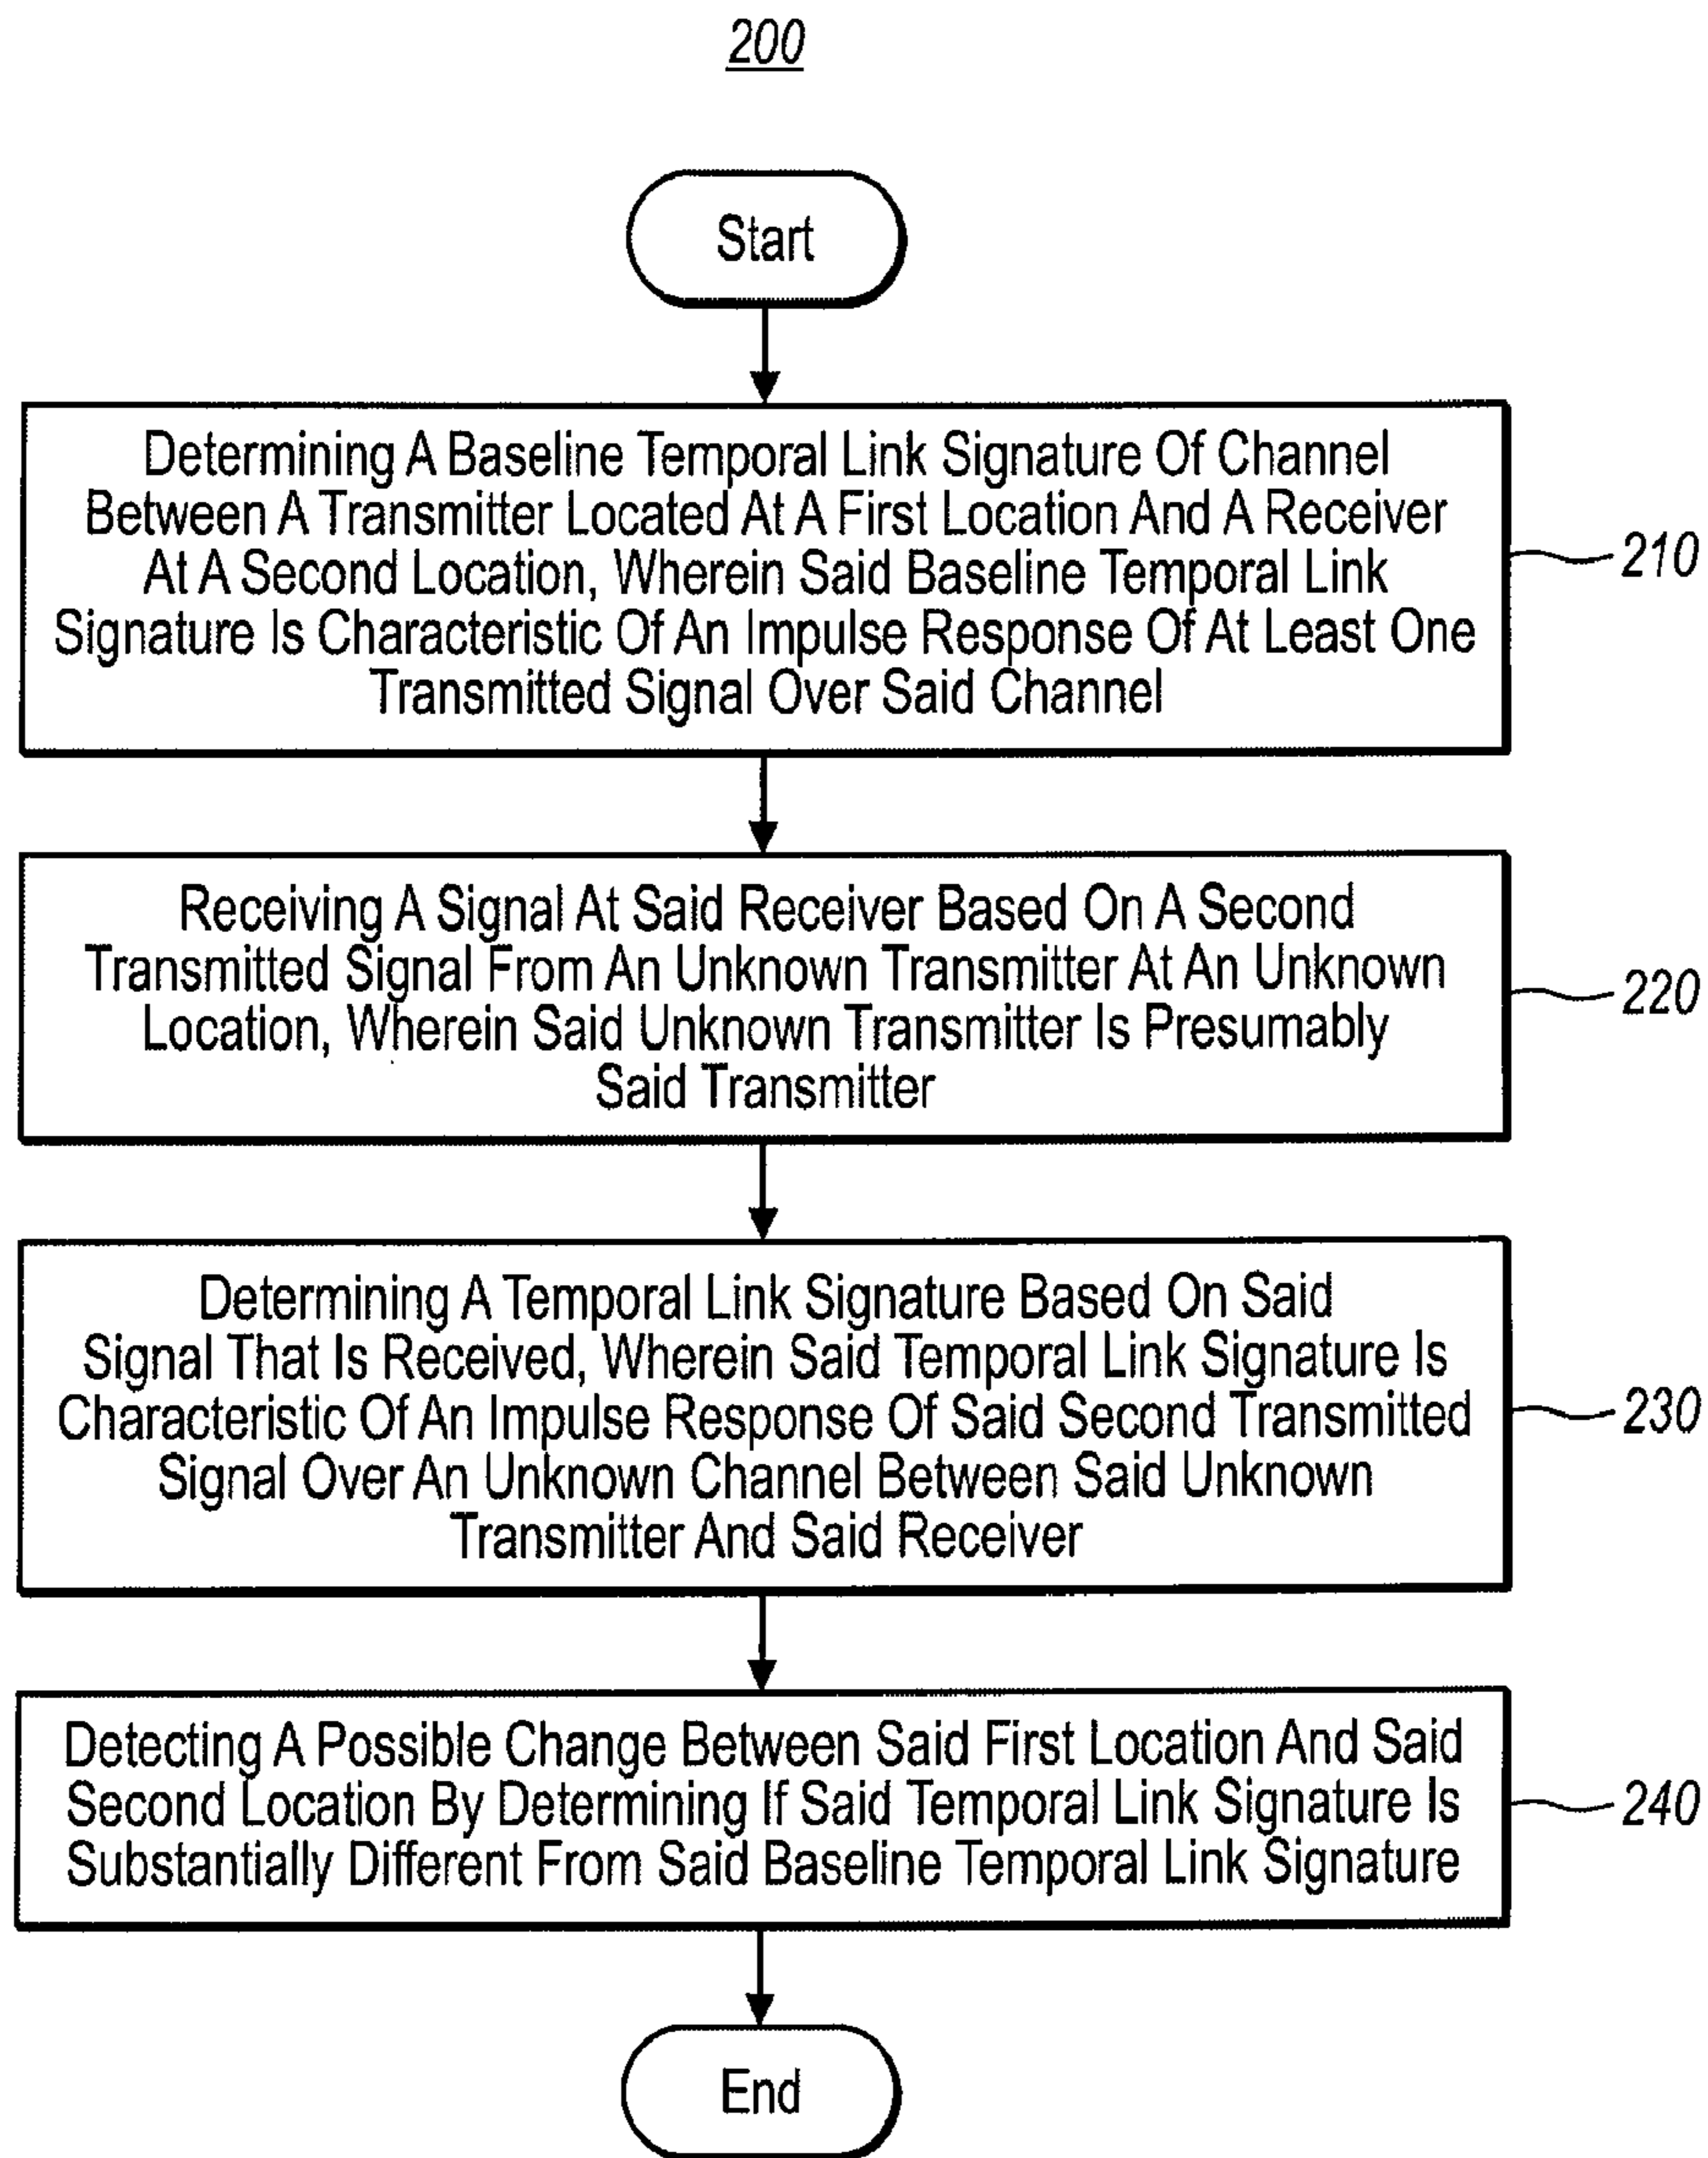 200
Start
Determining A Baseline Temporal Link Signature Of Channel
Between A Transmitter Located At A First Location And A Receiver
At A Second Location, Wherein Said Baseline Temporal Link
Signature Is Characteristic Of An Impulse Response Of At Least One
Transmitted Signal Over Said Channel
210
Receiving A Signal At Said Receiver Based On A Second
Transmitted Signal From An Unknown Transmitter At An Unknown
Location, Wherein Said Unknown Transmitter Is Presumably
Said Transmitter
220
Determining A Temporal Link Signature Based On Said
Signal That Is Received, Wherein Said Temporal Link Signature Is
Characteristic Of An Impulse Response Of Said Second Transmitted
Signal Over An Unknown Channel Between Said Unknown
Transmitter And Said Receiver
230
Detecting A Possible Change Between Said First Location And Said
Second Location By Determining If Said Temporal Link Signature Is
Substantially Different From Said Baseline Temporal Link Signature
240
End